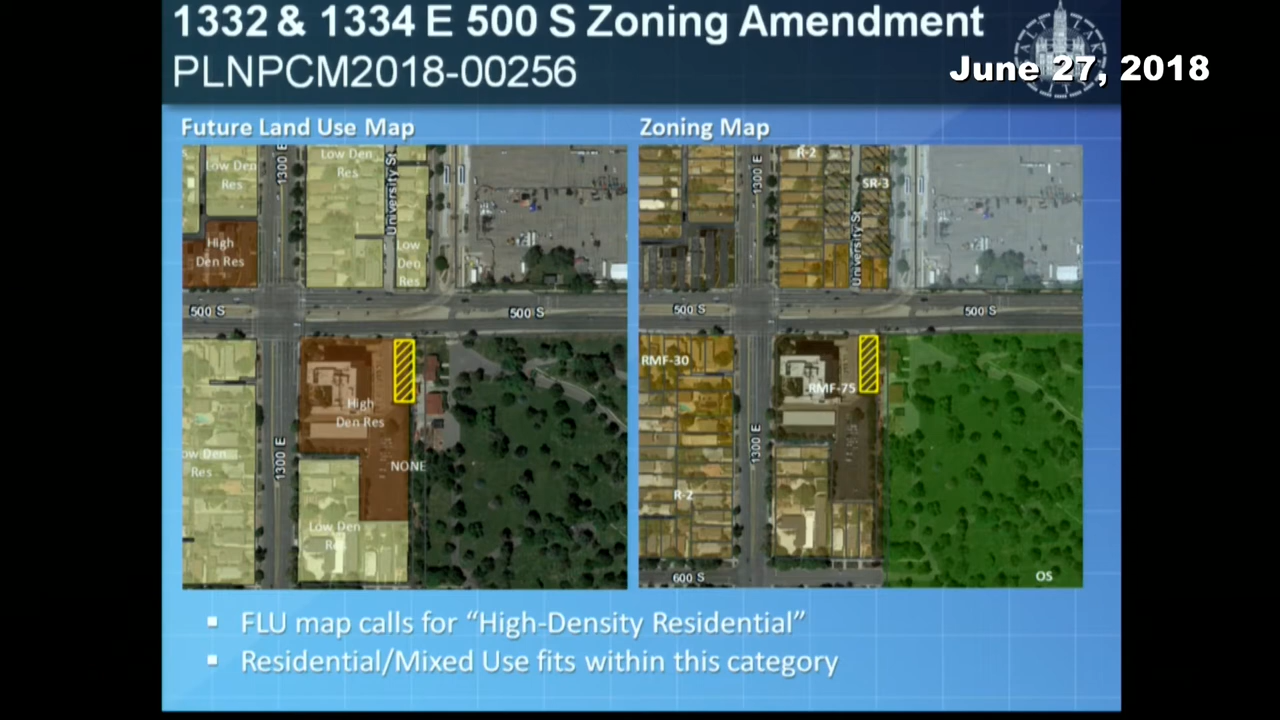 1332 & 1334 E 500 S Zoning Amendment
PLNPCM2018-00256
June 27, 2018
Future Land Use Map
Zoning Map
Low Den
Res
1300 E
Low Den
Res
University St
High
Den Res
Low
Den
Res
500 S
500 S
High
Den Res
1300 E
NONE
Res
Low Den
1300 E
R-2
SR-3
University St
500 S
500 S
RMF-30
RMF-75
1300 E
R-2
600 S
OS
▪ FLU map calls for “High-Density Residential”
▪ Residential/Mixed Use fits within this category